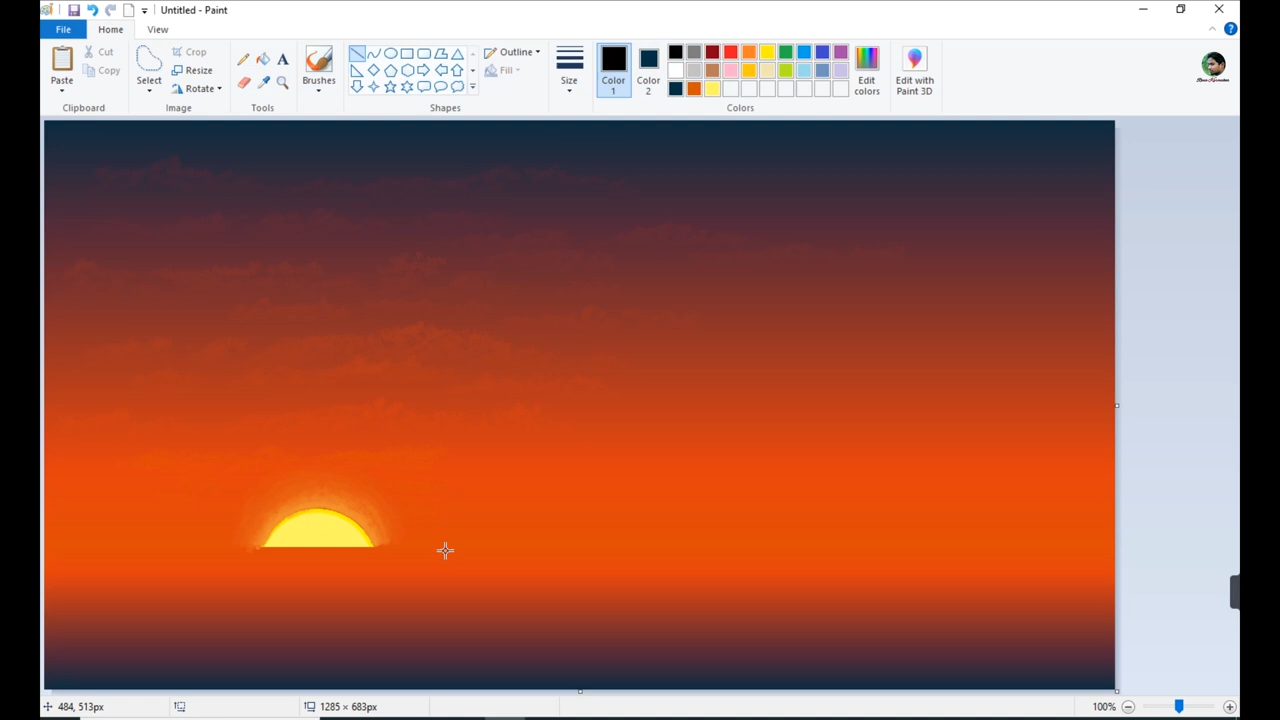 Untitled - Paint
File Home View
Paste
Cut
Copy
Clipboard
Select
Crop
Resize
Rotate
Image
A
Tools
Brushes
Shapes
Outline
Fill
Size
Color 1
Color 2
Edit colors
Colors
Edit with Paint 3D
484, 513px
1285 × 683px
100%